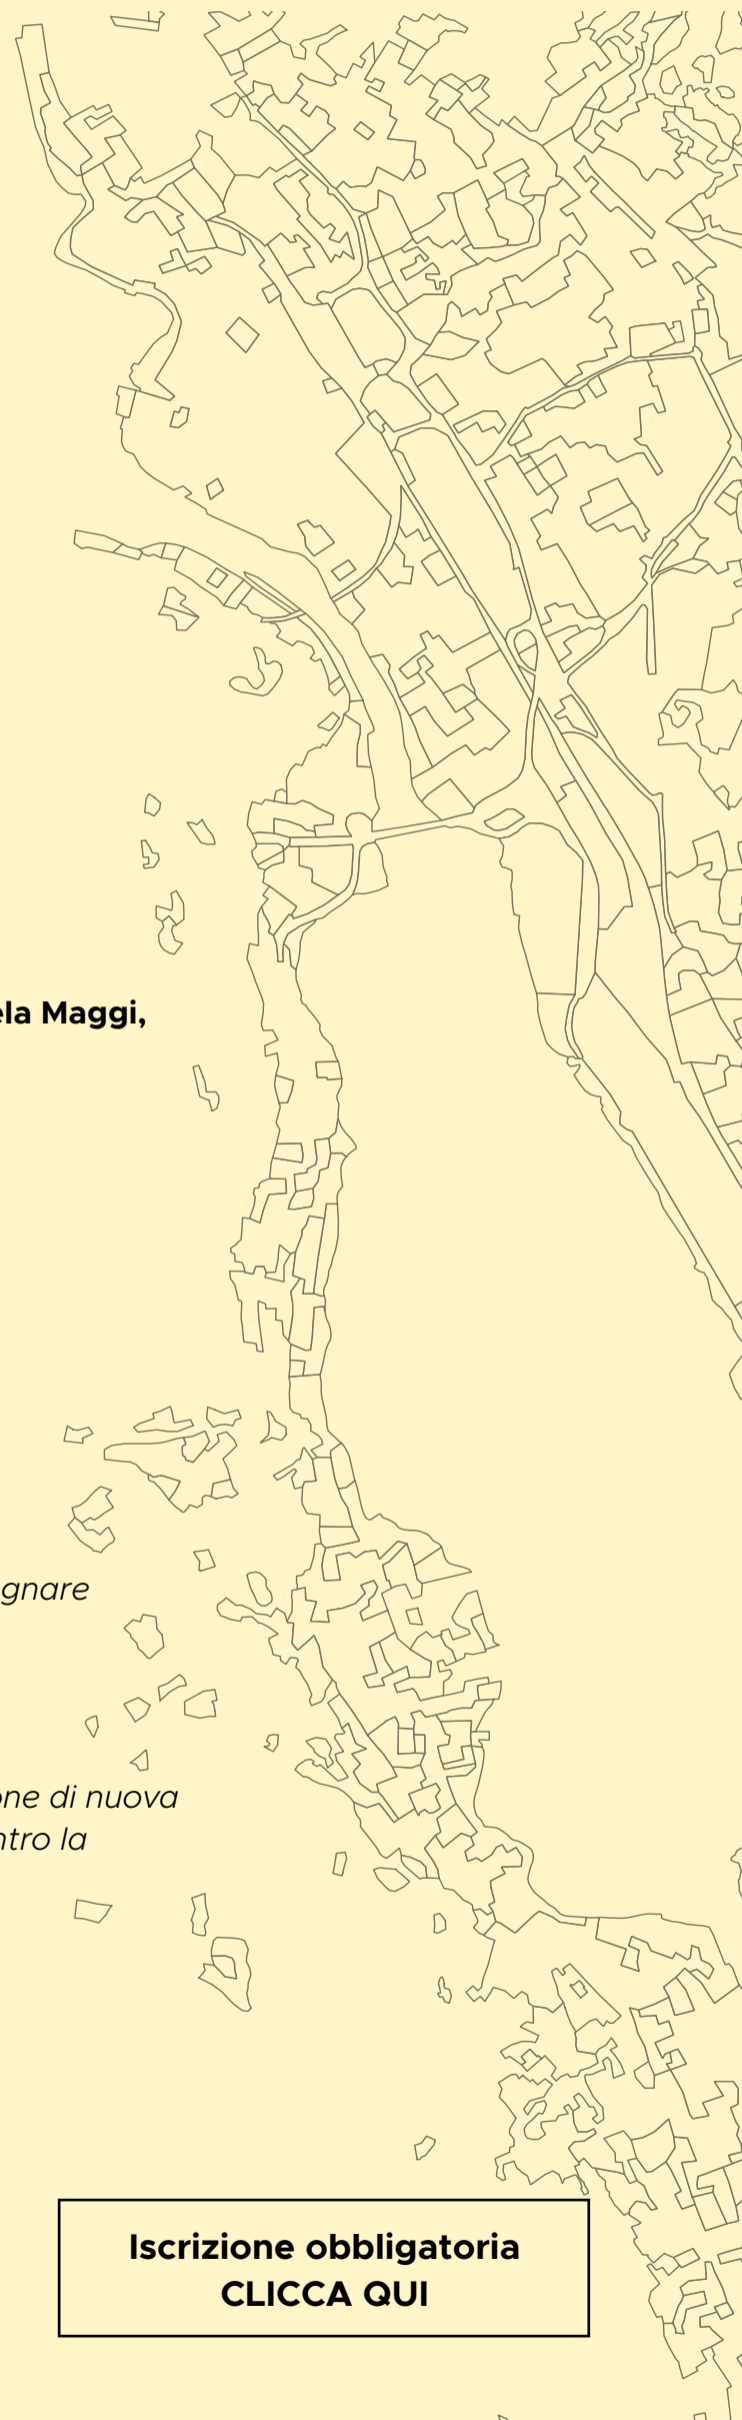 ela Maggi,
gnare
one di nuova
ntro la
Iscrizione obbligatoria
CLICCA QUI